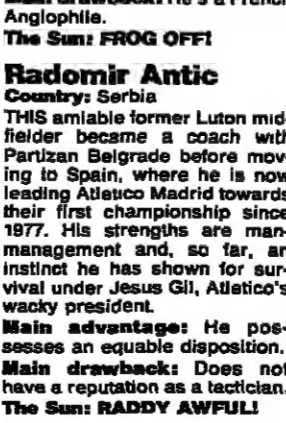 Anglophile.
The Sun: FROG OFF!
Radomir Antic
Country: Serbia
THIS amiable former Luton mid-
fielder became a coach with
Partizan Belgrade before mov-
ing to Spain, where he is now
leading Atletico Madrid towards
their first championship since
1977. His strengths are man-
management and, so far, an
instinct he has shown for sur-
vival under Jesus Gil, Atletico's
wacky president.
Main advantage: He pos-
sesses an equable disposition.
Main drawback: Does not
have a reputation as a tactician.
The Sun: RADDY AWFUL!